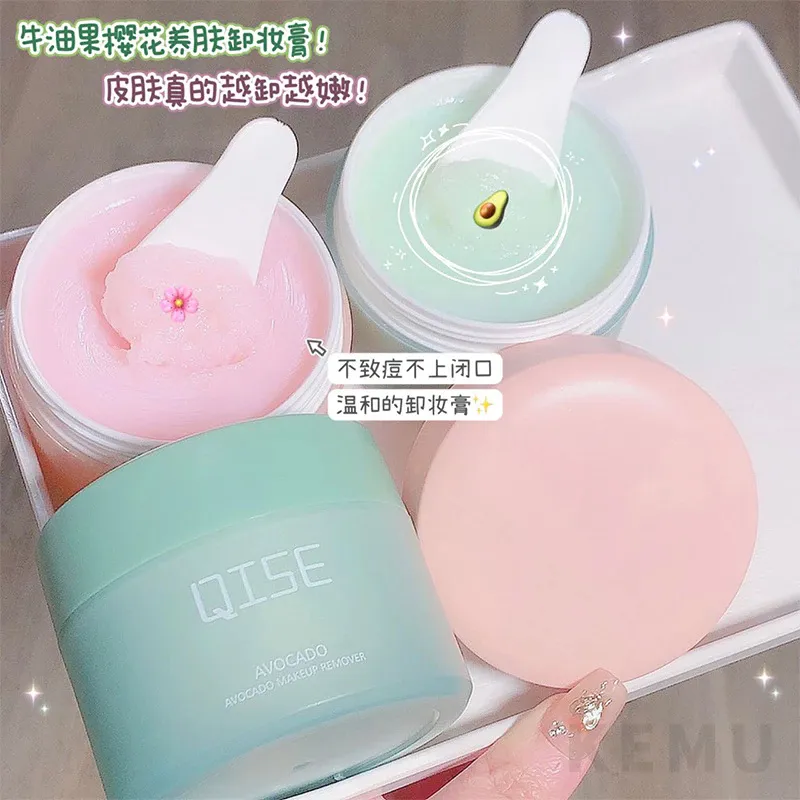 牛油果樱花养肤卸妆膏!
皮肤真的越卸越嫩!
不致痘不上闭口
温和的卸妆膏✨
QISE
AVOCADO
AVOCADO MAKEUP REMOVER
KEMU